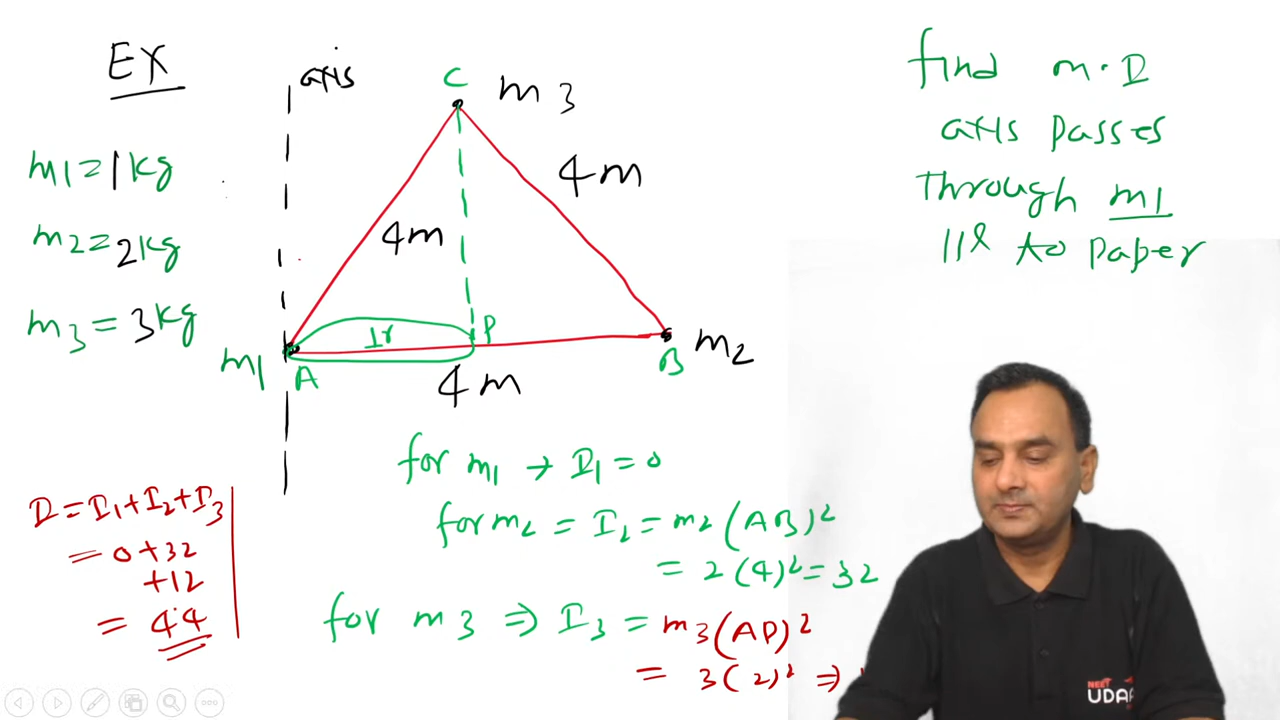 EX
axis
C
m3
find m.I
axis passes
through m1
11l to paper
m1=1kg
m2=2kg
m3=3kg
4m
4m
Ir
P
m1
A
4m
B
m2
for m1 → I1=0
for m2 = I2 = m2(AB)²
= 2(4)²=32
for m3 ⇒ I3 = m3(AP)²
= 3(2)² ⇒
I=I1+I2+I3
= 0+32
+12
= 44
NEET